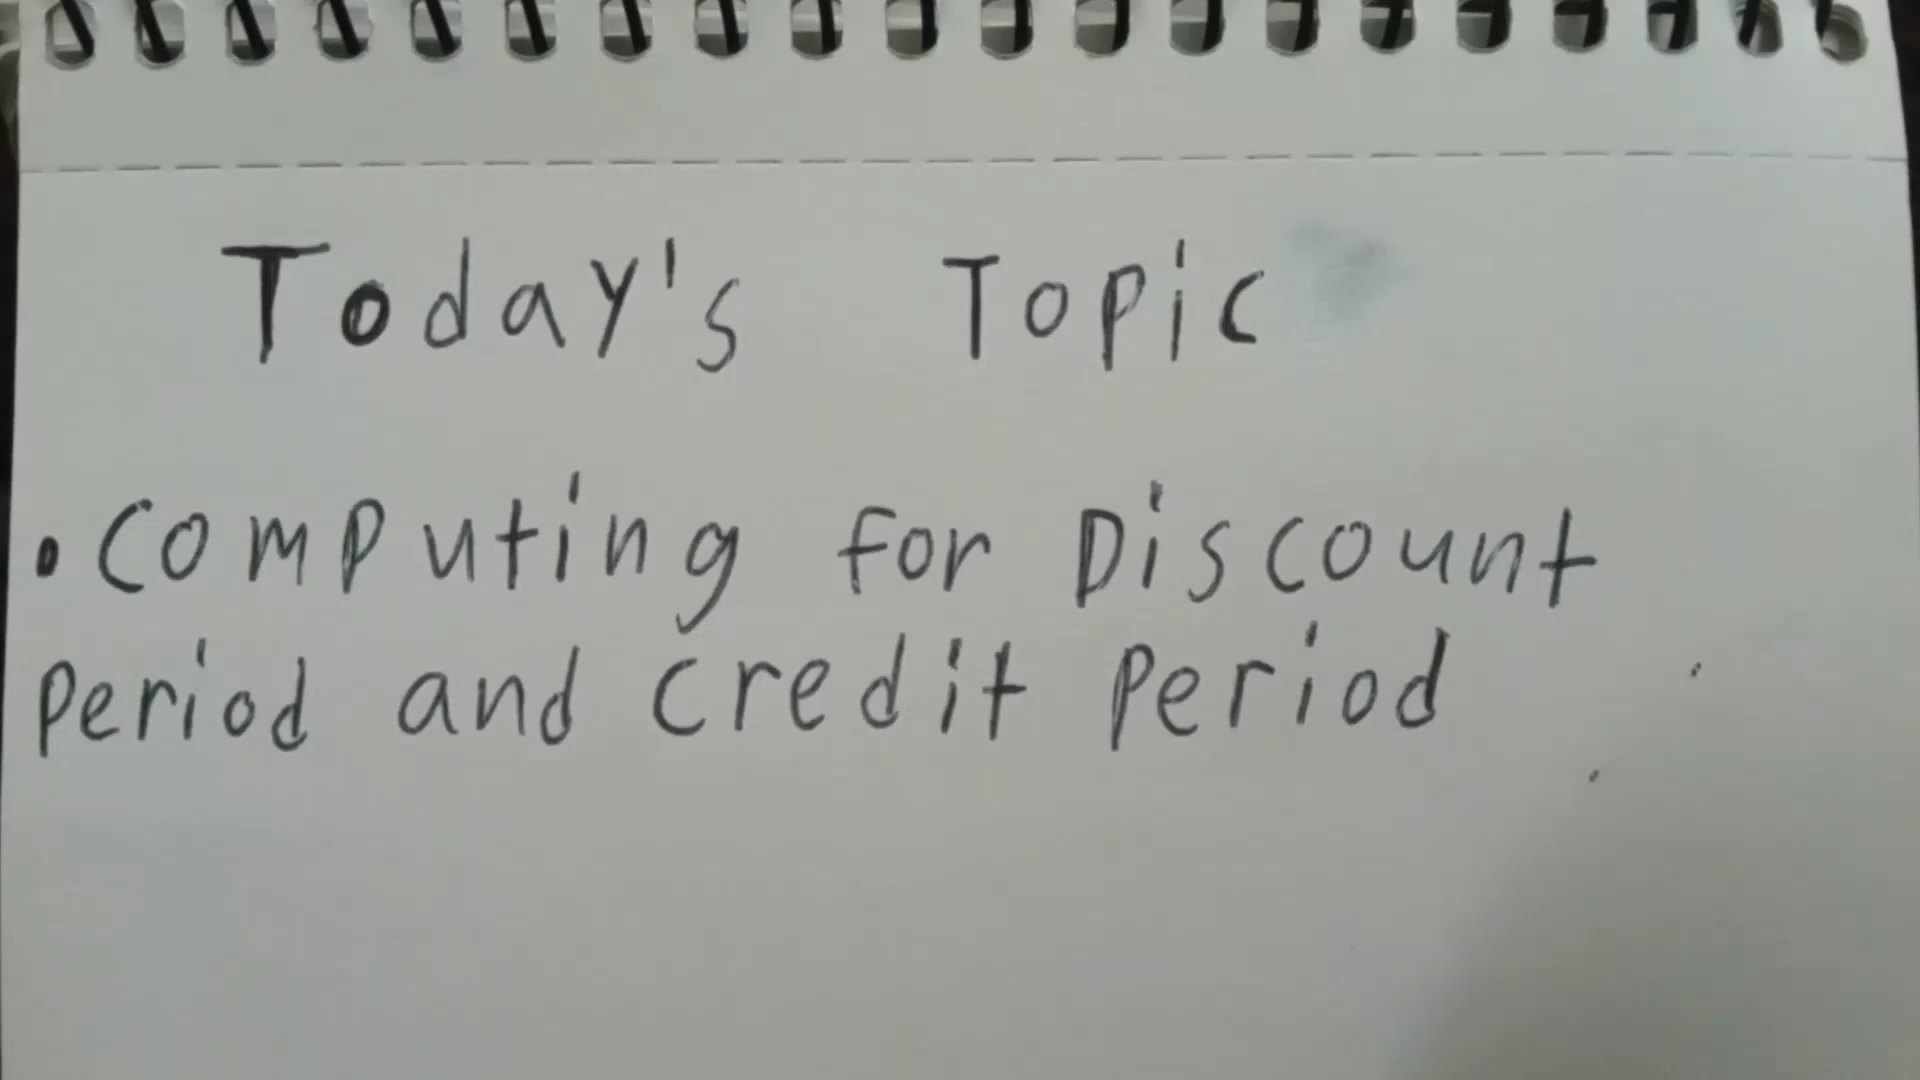 Today's Topic
• Computing for Discount
Period and Credit Period